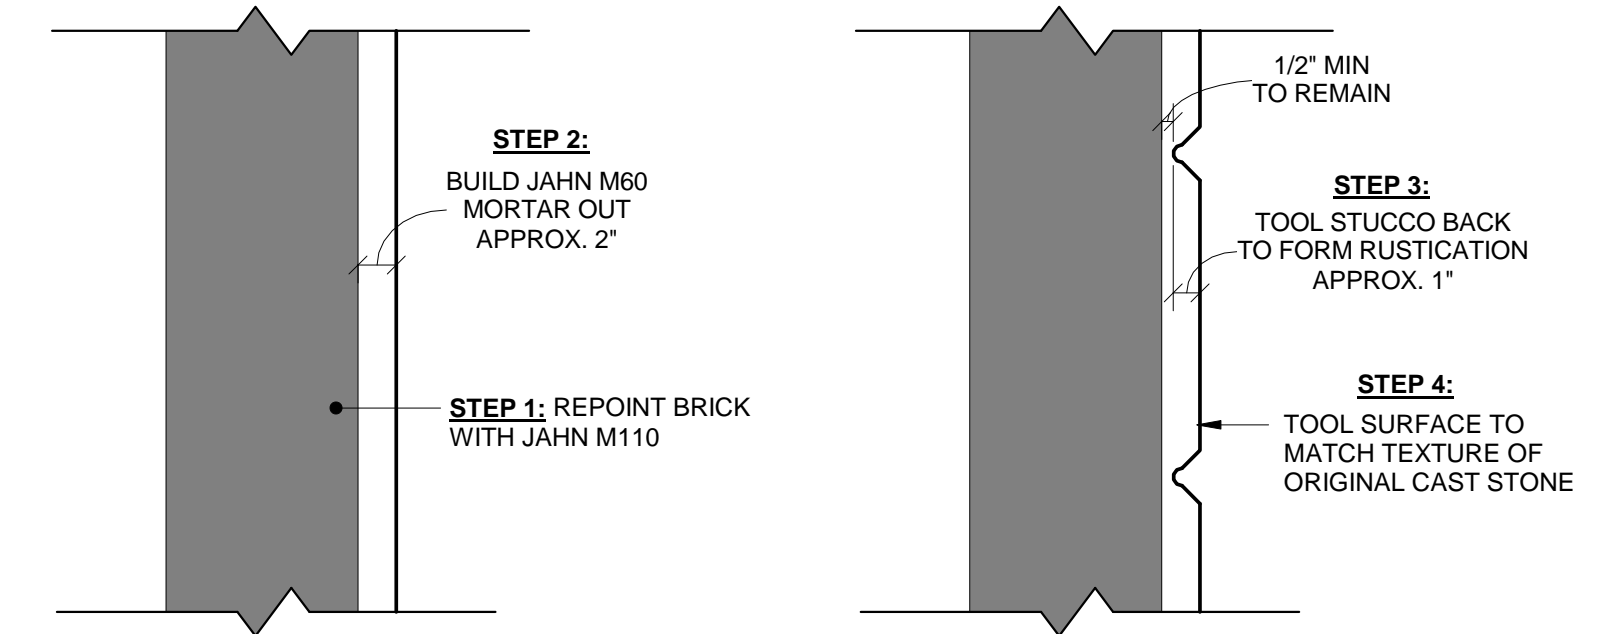 STEP 2:
BUILD JAHN M60
MORTAR OUT
APPROX. 2"
STEP 1: REPOINT BRICK
WITH JAHN M110
1/2" MIN
TO REMAIN
STEP 3:
TOOL STUCCO BACK
TO FORM RUSTICATION
APPROX. 1"
STEP 4:
TOOL SURFACE TO
MATCH TEXTURE OF
ORIGINAL CAST STONE